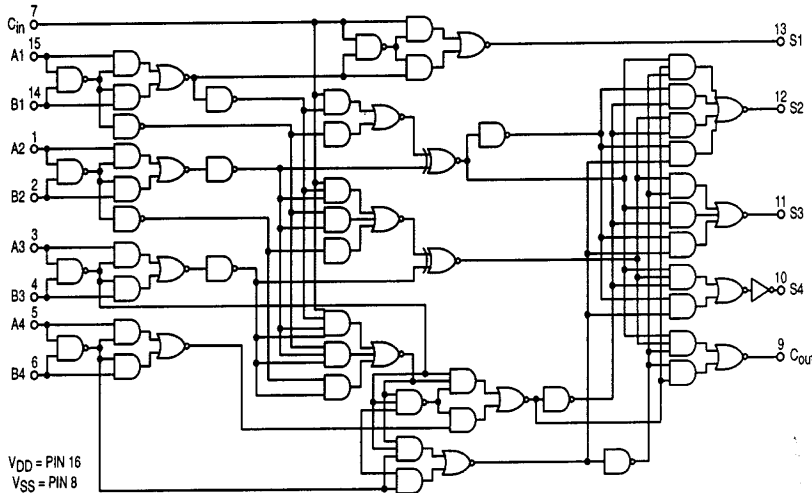 Cin 7
15
A1
14
B1
1
A2
2
B2
3
A3
4
B3
5
A4
6
B4
13
S1
12
S2
11
S3
10
S4
9
Cout
VDD = PIN 16
VSS = PIN 8